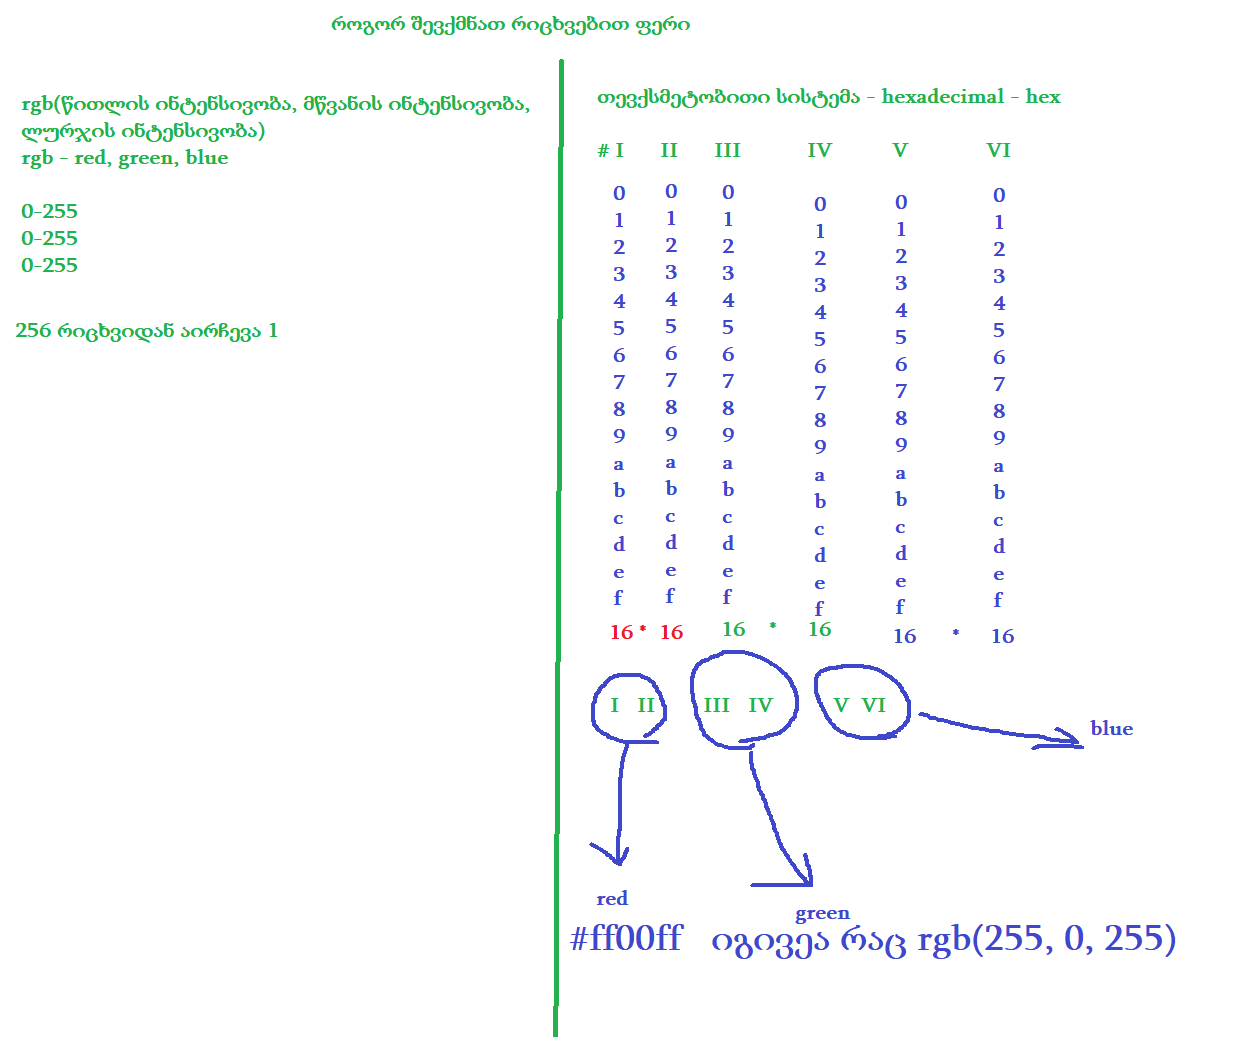 როგორ შევქმნათ რიცხვებით ფერი
rgb(წითლის ინტენსივობა, მწვანის ინტენსივობა,
ლურჯის ინტენსივობა)
rgb - red, green, blue
0-255
0-255
0-255
256 რიცხვიდან აირჩევა 1
თევქსმეტობითი სისტემა - hexadecimal - hex
# I II III IV V VI
0 0 0 0 0 0
1 1 1 1 1 1
2 2 2 2 2 2
3 3 3 3 3 3
4 4 4 4 4 4
5 5 5 5 5 5
6 6 6 6 6 6
7 7 7 7 7 7
8 8 8 8 8 8
9 9 9 9 9 9
a a a a a a
b b b b b b
c c c c c c
d d d d d d
e e e e e e
f f f f f f
16 * 16 16 * 16 16 * 16
I II III IV V VI
blue
red
green
#ff00ff იგივეა რაც rgb(255, 0, 255)